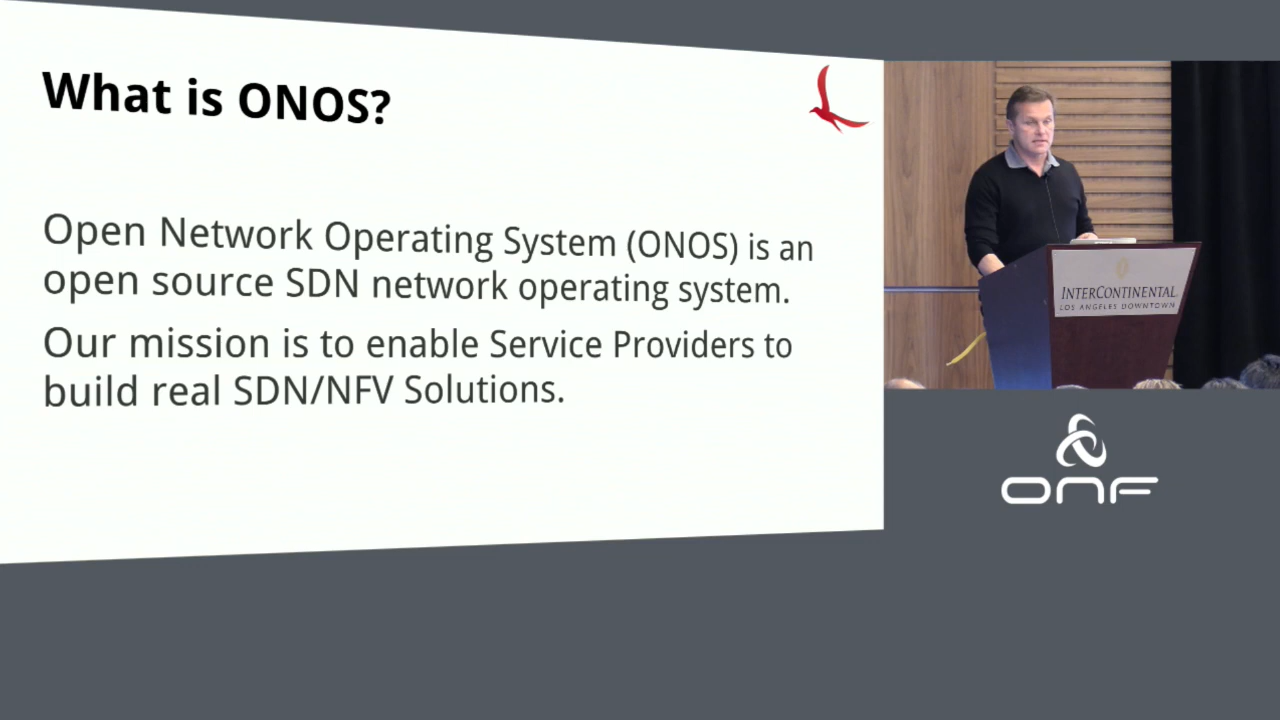 What is ONOS?
Open Network Operating System (ONOS) is an
open source SDN network operating system.
Our mission is to enable Service Providers to
build real SDN/NFV Solutions.
INTERCONTINENTAL
LOS ANGELES DOWNTOWN
ONF